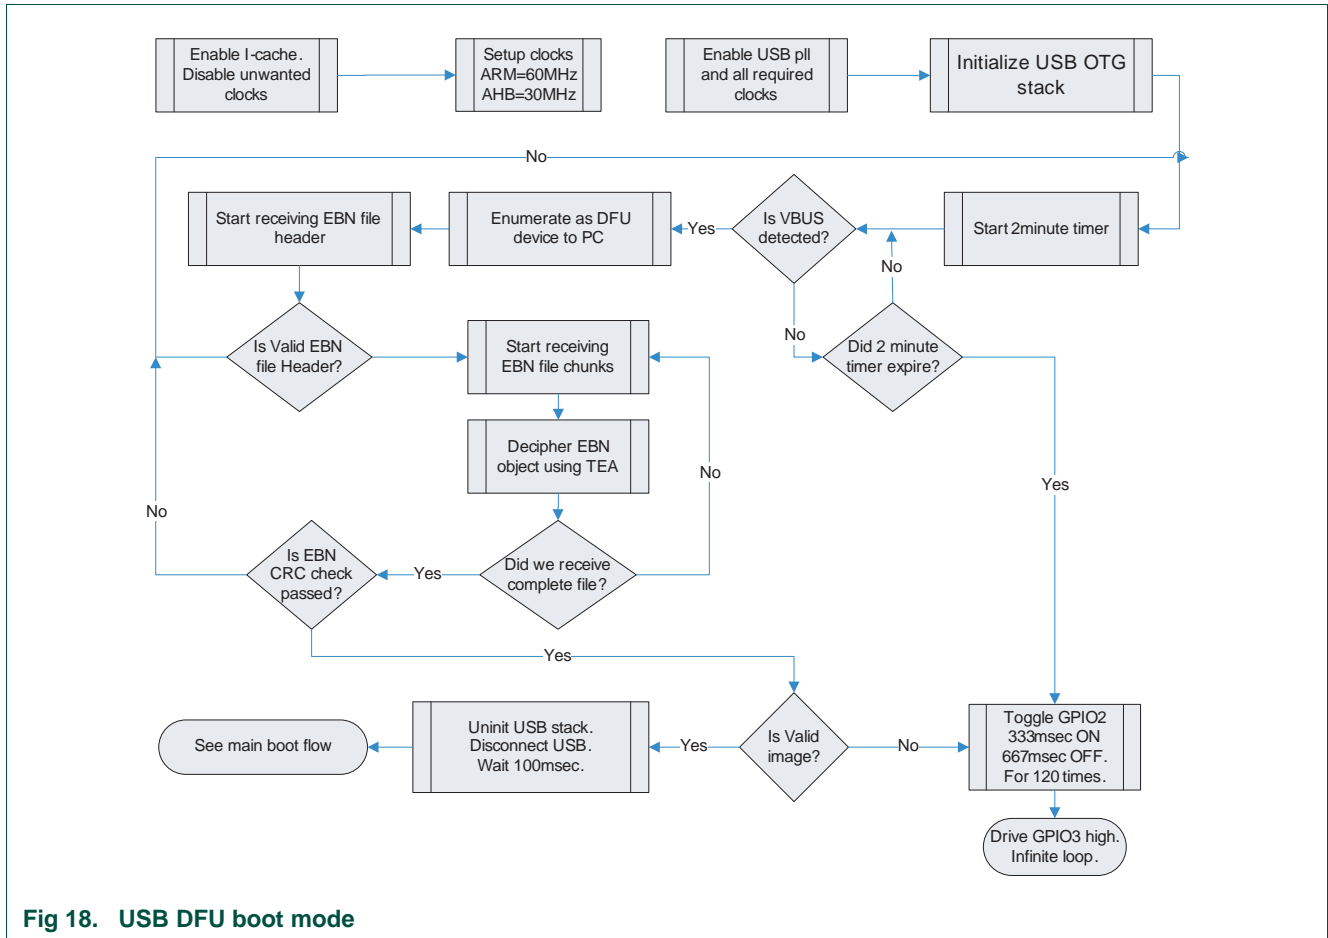 Enable I-cache.
Disable unwanted
clocks
Setup clocks
ARM=60MHz
AHB=30MHz
Enable USB pll
and all required
clocks
Initialize USB OTG
stack
No
Start receiving EBN file
header
Enumerate as DFU
device to PC
Yes
Is VBUS
detected?
Start 2minute timer
No
No
Is Valid EBN
file Header?
Start receiving
EBN file chunks
Did 2 minute
timer expire?
Decipher EBN
object using TEA
No
Yes
No
Is EBN
CRC check
passed?
Yes
Did we receive
complete file?
Yes
See main boot flow
Uninit USB stack.
Disconnect USB.
Wait 100msec.
Yes
Is Valid
image?
No
Toggle GPIO2
333msec ON
667msec OFF.
For 120 times.
Drive GPIO3 high.
Infinite loop.
Fig 18. USB DFU boot mode